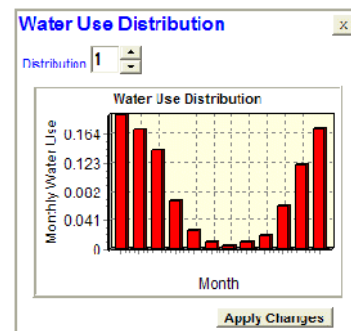 Water Use Distribution
x
Distribution 1
Water Use Distribution
Monthly Water Use
0.164
0.123
0.002
0.041
0
Month
Apply Changes